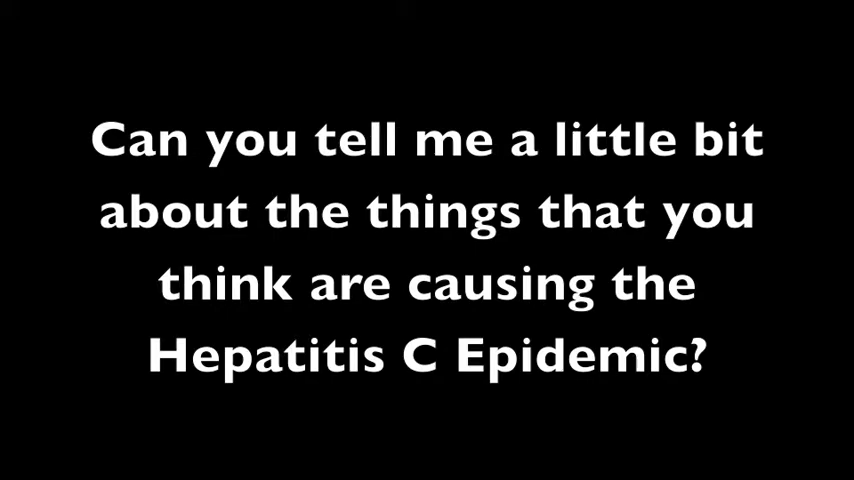 Can you tell me a little bit
about the things that you
think are causing the
Hepatitis C Epidemic?